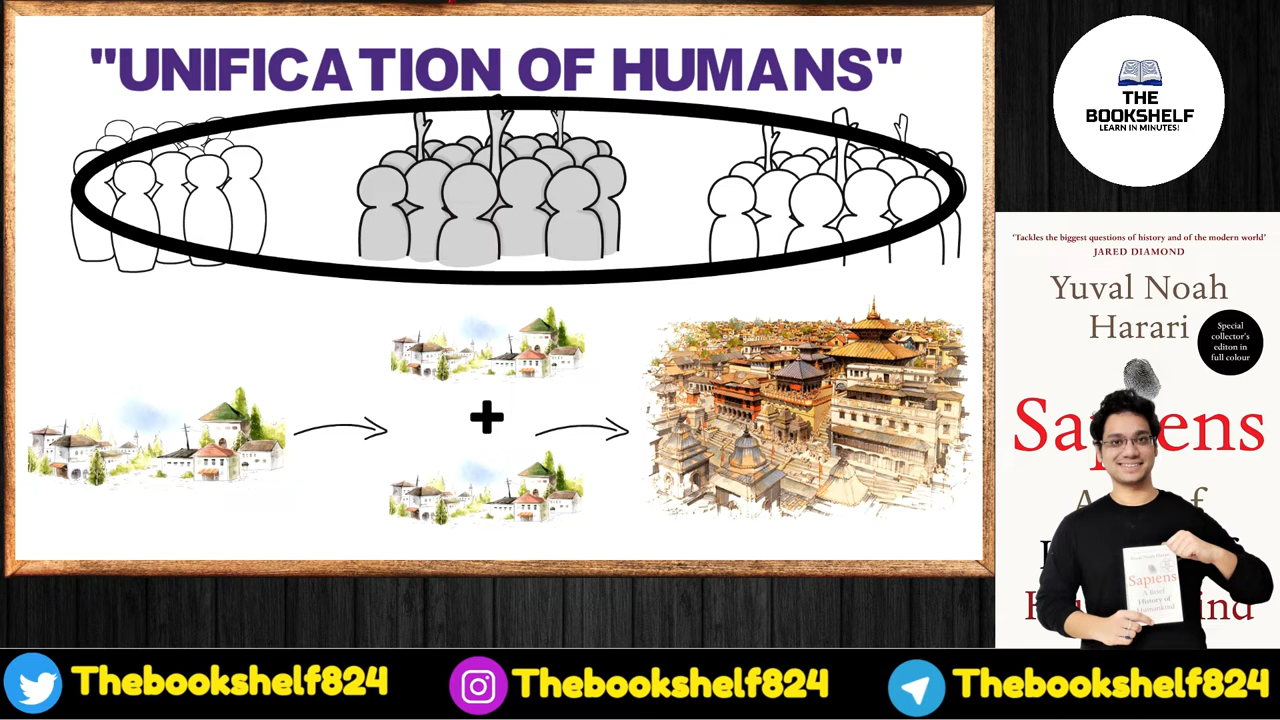 "UNIFICATION OF HUMANS"
THE
BOOKSHELF
LEARN IN MINUTES!
'Tackles the biggest questions of history and of the modern world'
JARED DIAMOND
Yuval Noah
Harari
Special
collector's
editon in
full colour
Sapiens
Sapiens
A Brief
History of
Humankind
Thebookshelf824
Thebookshelf824
Thebookshelf824